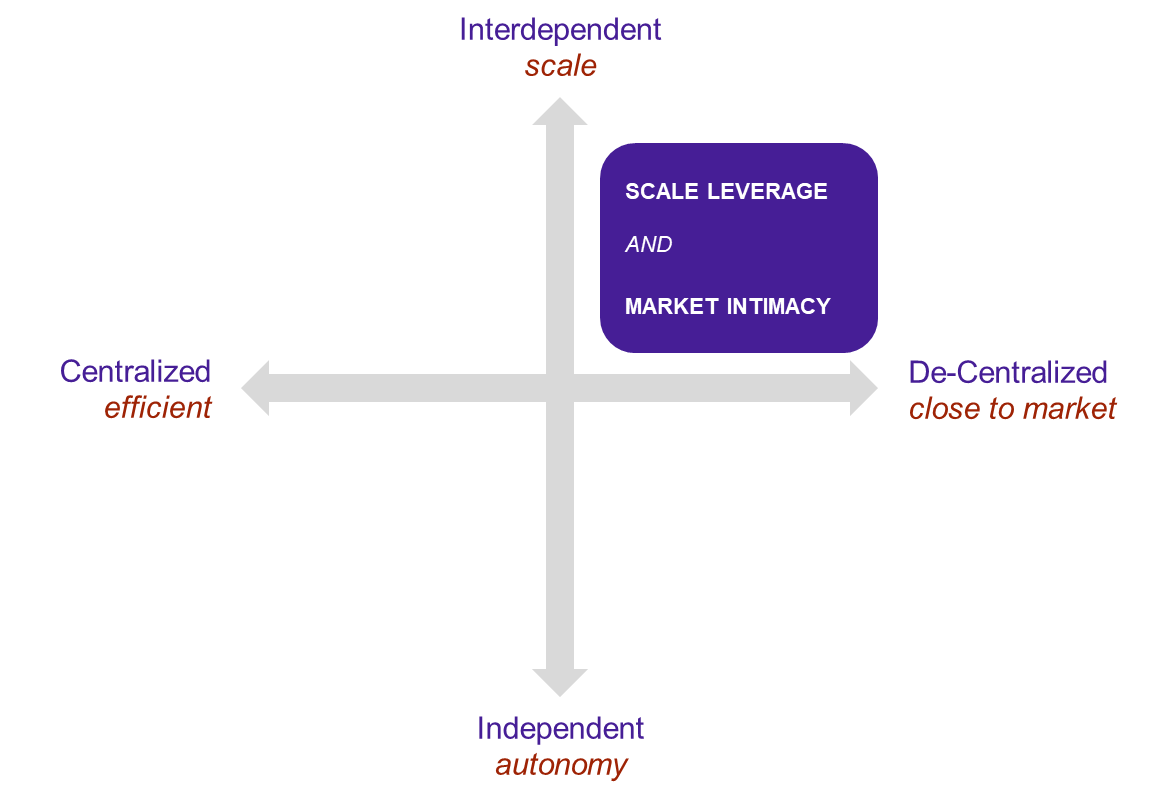 Interdependent
scale
SCALE LEVERAGE
AND
MARKET INTIMACY
Centralized
efficient
De-Centralized
close to market
Independent
autonomy